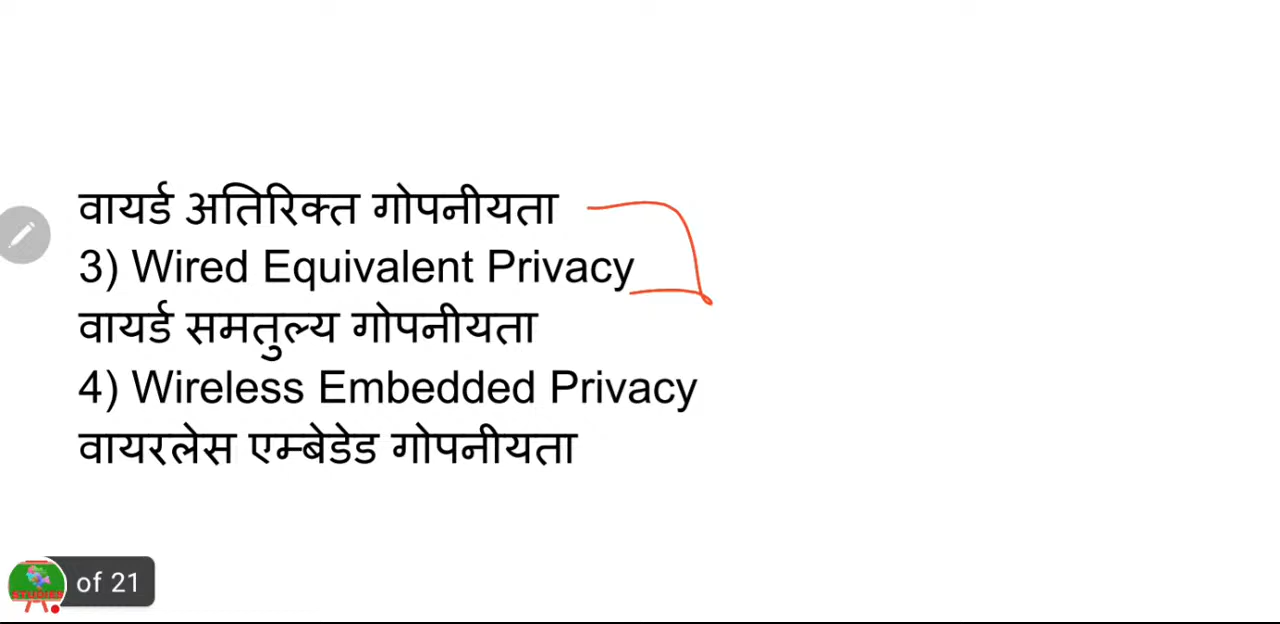 वायर्ड अतिरिक्त गोपनीयता
3) Wired Equivalent Privacy
वायर्ड समतुल्य गोपनीयता
4) Wireless Embedded Privacy
वायरलेस एम्बेडेड गोपनीयता
of 21
STUDIES